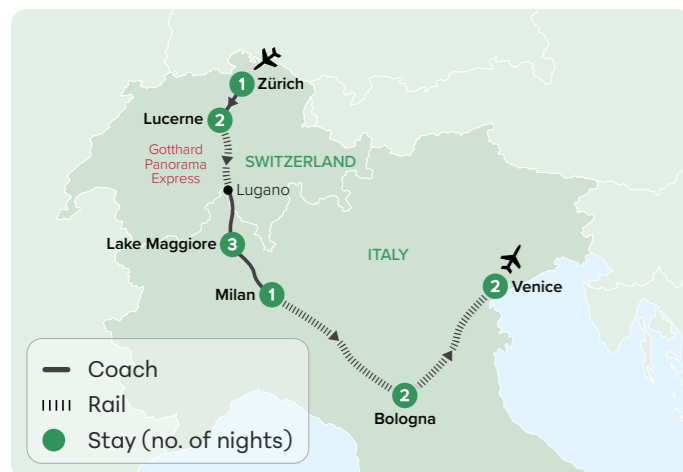 1 Zürich
Lucerne 2
Gotthard
Panorama
Express
SWITZERLAND
Lugano
Lake Maggiore 3
ITALY
Milan 1
2 Venice
2
Bologna
Coach
Rail
Stay (no. of nights)